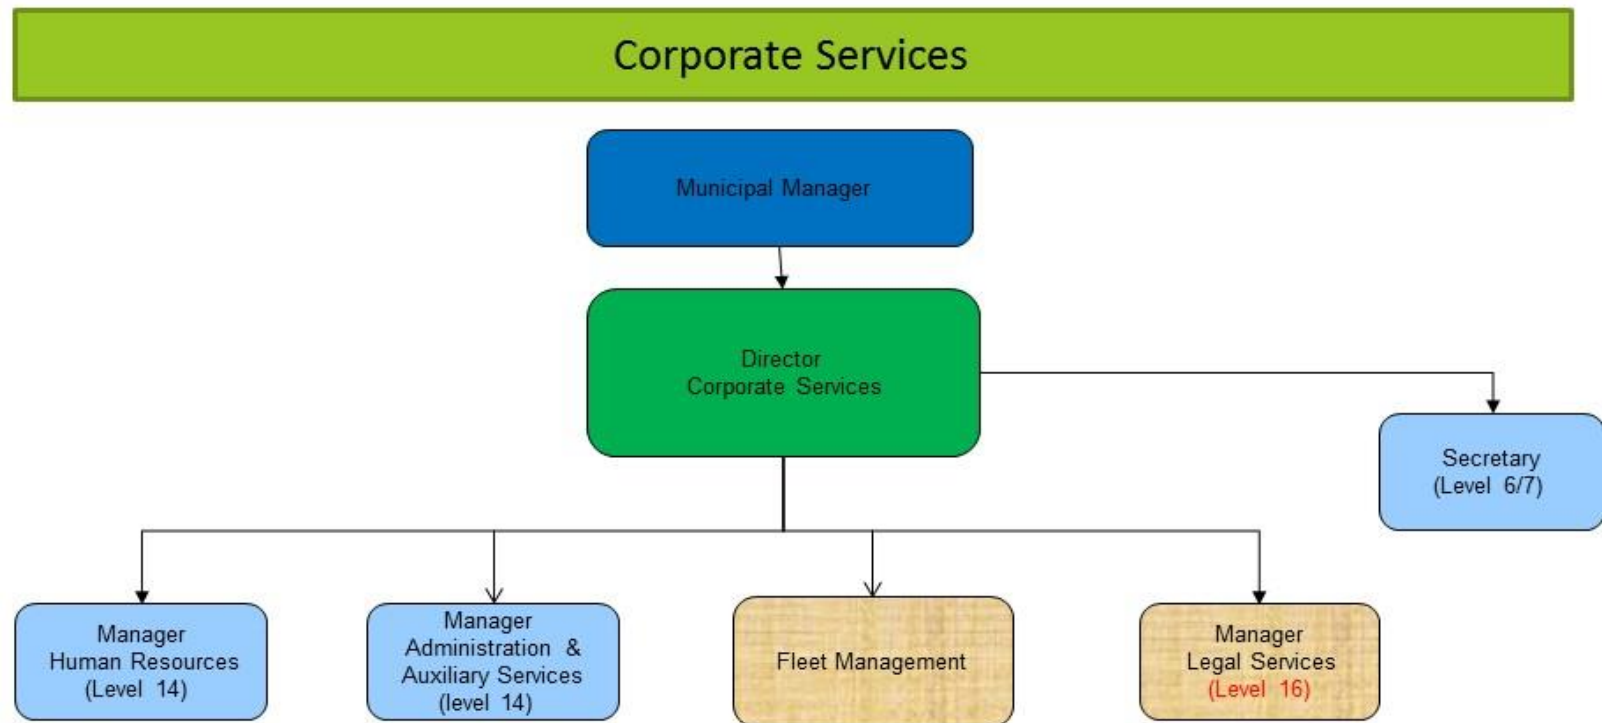 Corporate Services
Municipal Manager
Director
Corporate Services
Secretary
(Level 6/7)
Manager
Human Resources
(Level 14)
Manager
Administration &
Auxiliary Services
(level 14)
Fleet Management
Manager
Legal Services
(Level 16)